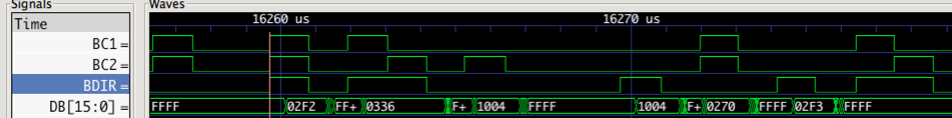 Signals
Waves
Time
16260 us
16270 us
BC1=
BC2=
BDIR=
DB[15:0]=
FFFF 02F2 FF+ 0336 F+ 1004 FFFF 1004 F+ 0270 FFFF 02F3 FFFF